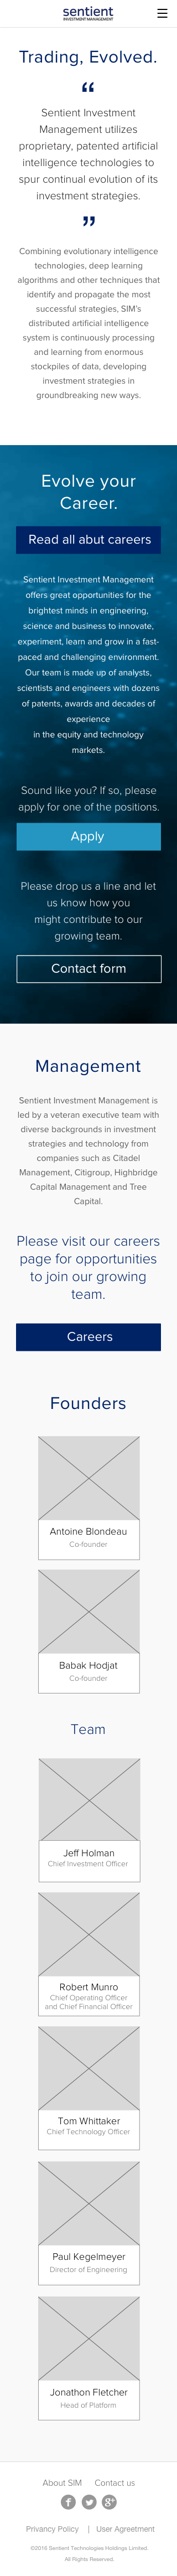 sentient
INVESTMENT MANAGEMENT
Trading, Evolved.
“
Sentient Investment
Management utilizes
proprietary, patented artificial
intelligence technologies to
spur continual evolution of its
investment strategies.
”
Combining evolutionary intelligence
technologies, deep learning
algorithms and other techniques that
identify and propagate the most
successful strategies, SIM's
distributed artificial intelligence
system is continuously processing
and learning from enormous
stockpiles of data, developing
investment strategies in
groundbreaking new ways.
Evolve your
Career.
Read all abut careers
Sentient Investment Management
offers great opportunities for the
brightest minds in engineering,
science and business to innovate,
experiment, learn and grow in a fast-
paced and challenging environment.
Our team is made up of analysts,
scientists and engineers with dozens
of patents, awards and decades of
experience
in the equity and technology
markets.
Sound like you? If so, please
apply for one of the positions.
Apply
Please drop us a line and let
us know how you
might contribute to our
growing team.
Contact form
Management
Sentient Investment Management is
led by a veteran executive team with
diverse backgrounds in investment
strategies and technology from
companies such as Citadel
Management, Citigroup, Highbridge
Capital Management and Tree
Capital.
Please visit our careers
page for opportunities
to join our growing
team.
Careers
Founders
Antoine Blondeau
Co-founder
Babak Hodjat
Co-founder
Team
Jeff Holman
Chief Investment Officer
Robert Munro
Chief Operating Officer
and Chief Financial Officer
Tom Whittaker
Chief Technology Officer
Paul Kegelmeyer
Director of Engineering
Jonathon Fletcher
Head of Platform
About SIM Contact us
Privancy Policy | User Agreetment
©2016 Sentient Technologies Holdings Limited.
All Rights Reserved.